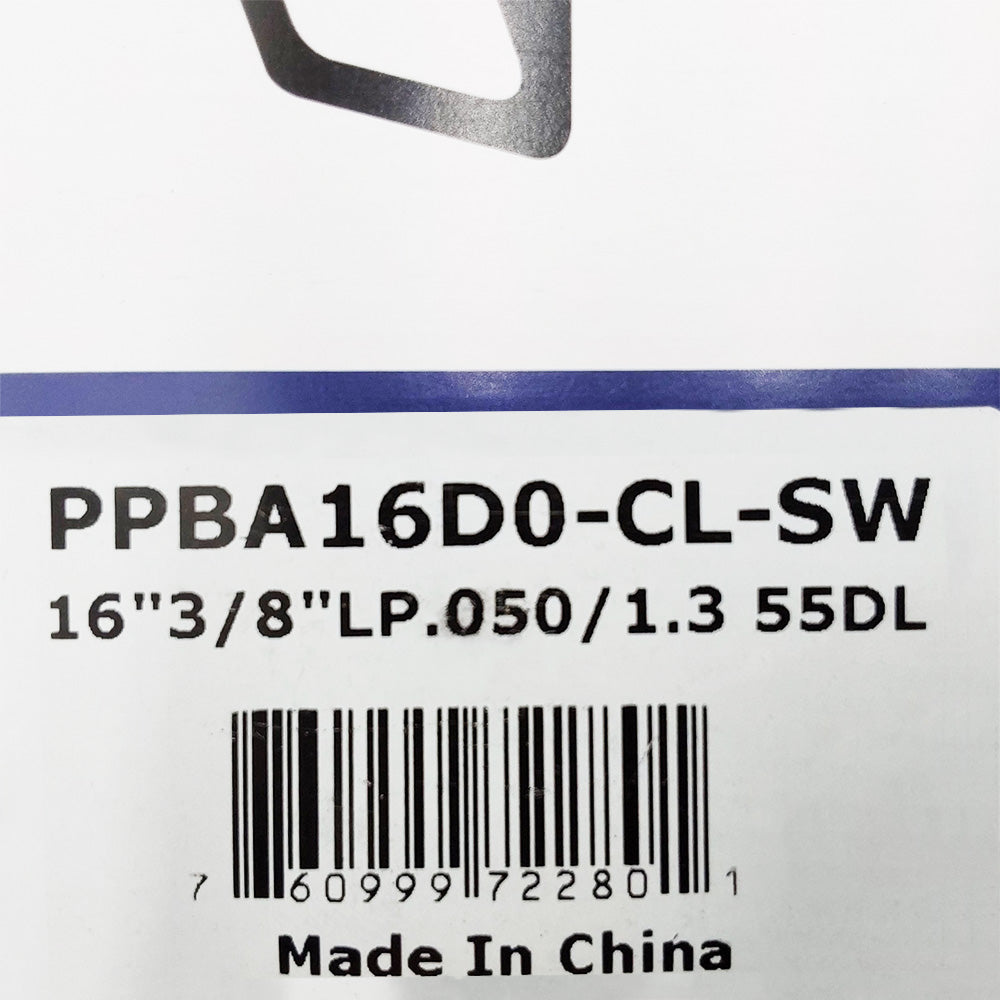 PPBA16D0-CL-SW
16"3/8"LP.050/1.3 55DL
7 60999 72280 1
Made In China